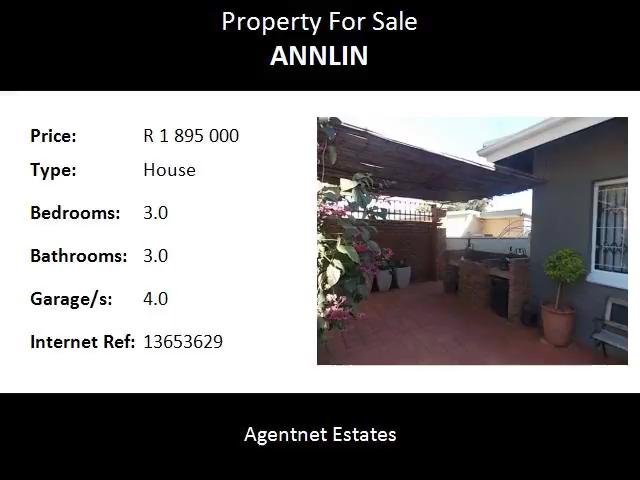 Property For Sale
ANNLIN
Price: R 1 895 000
Type: House
Bedrooms: 3.0
Bathrooms: 3.0
Garage/s: 4.0
Internet Ref: 13653629
Agentnet Estates